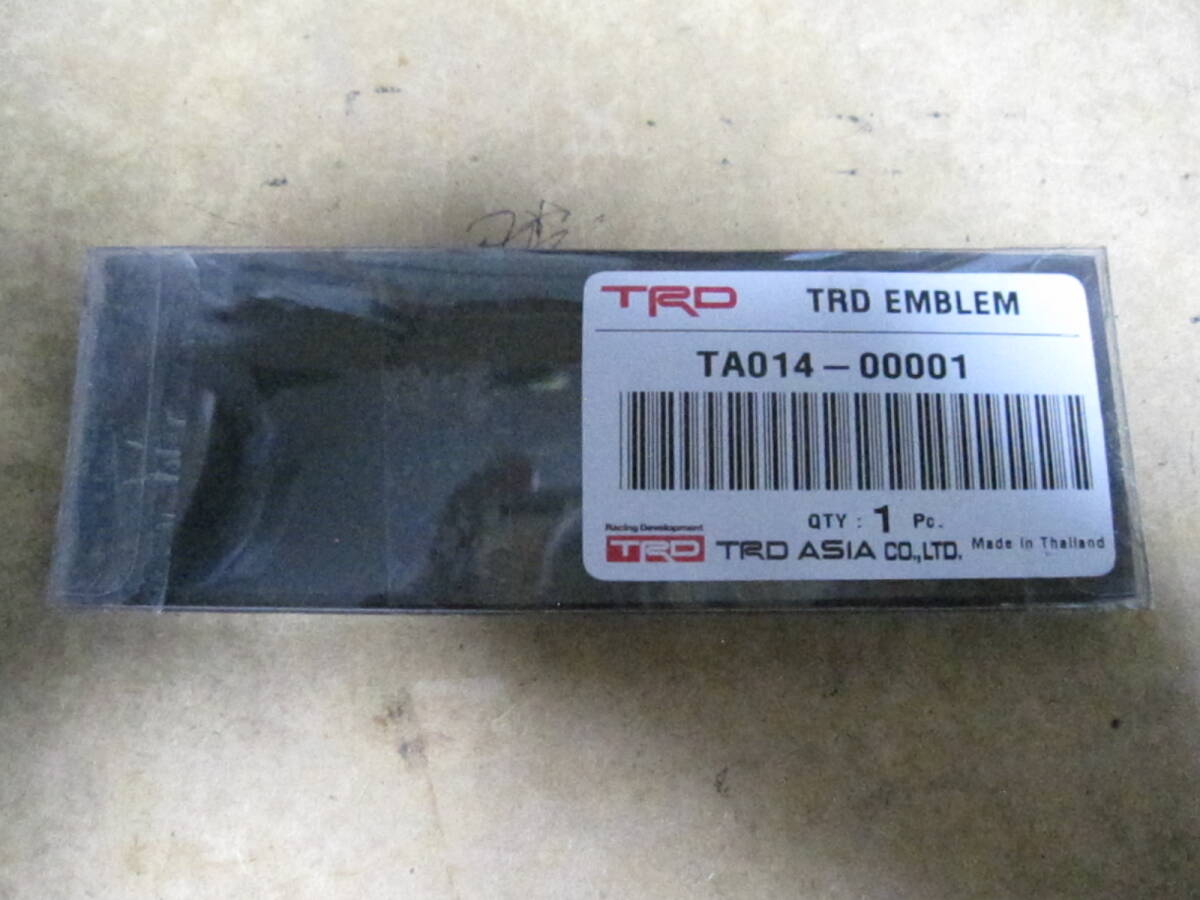 TRD TRD EMBLEM
TA014-00001
QTY : 1 Pc.
Racing Development
TRD TRD ASIA CO.,LTD. Made in Thailand